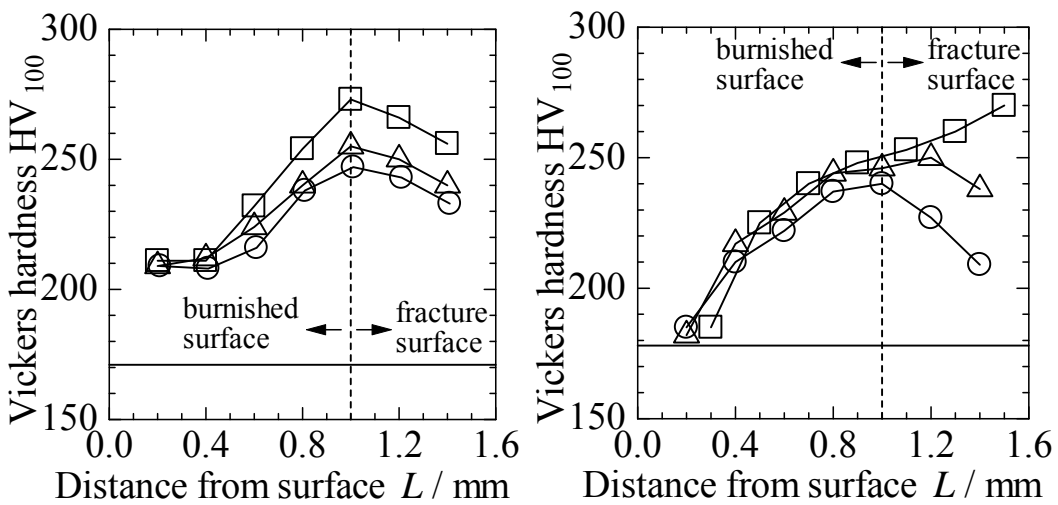 300
250
200
150
Vickers hardness HV100
burnished
surface
fracture
surface
0.0 0.4 0.8 1.2 1.6
Distance from surface L / mm
300
250
200
150
Vickers hardness HV100
burnished
surface
fracture
surface
0.0 0.4 0.8 1.2 1.6
Distance from surface L / mm